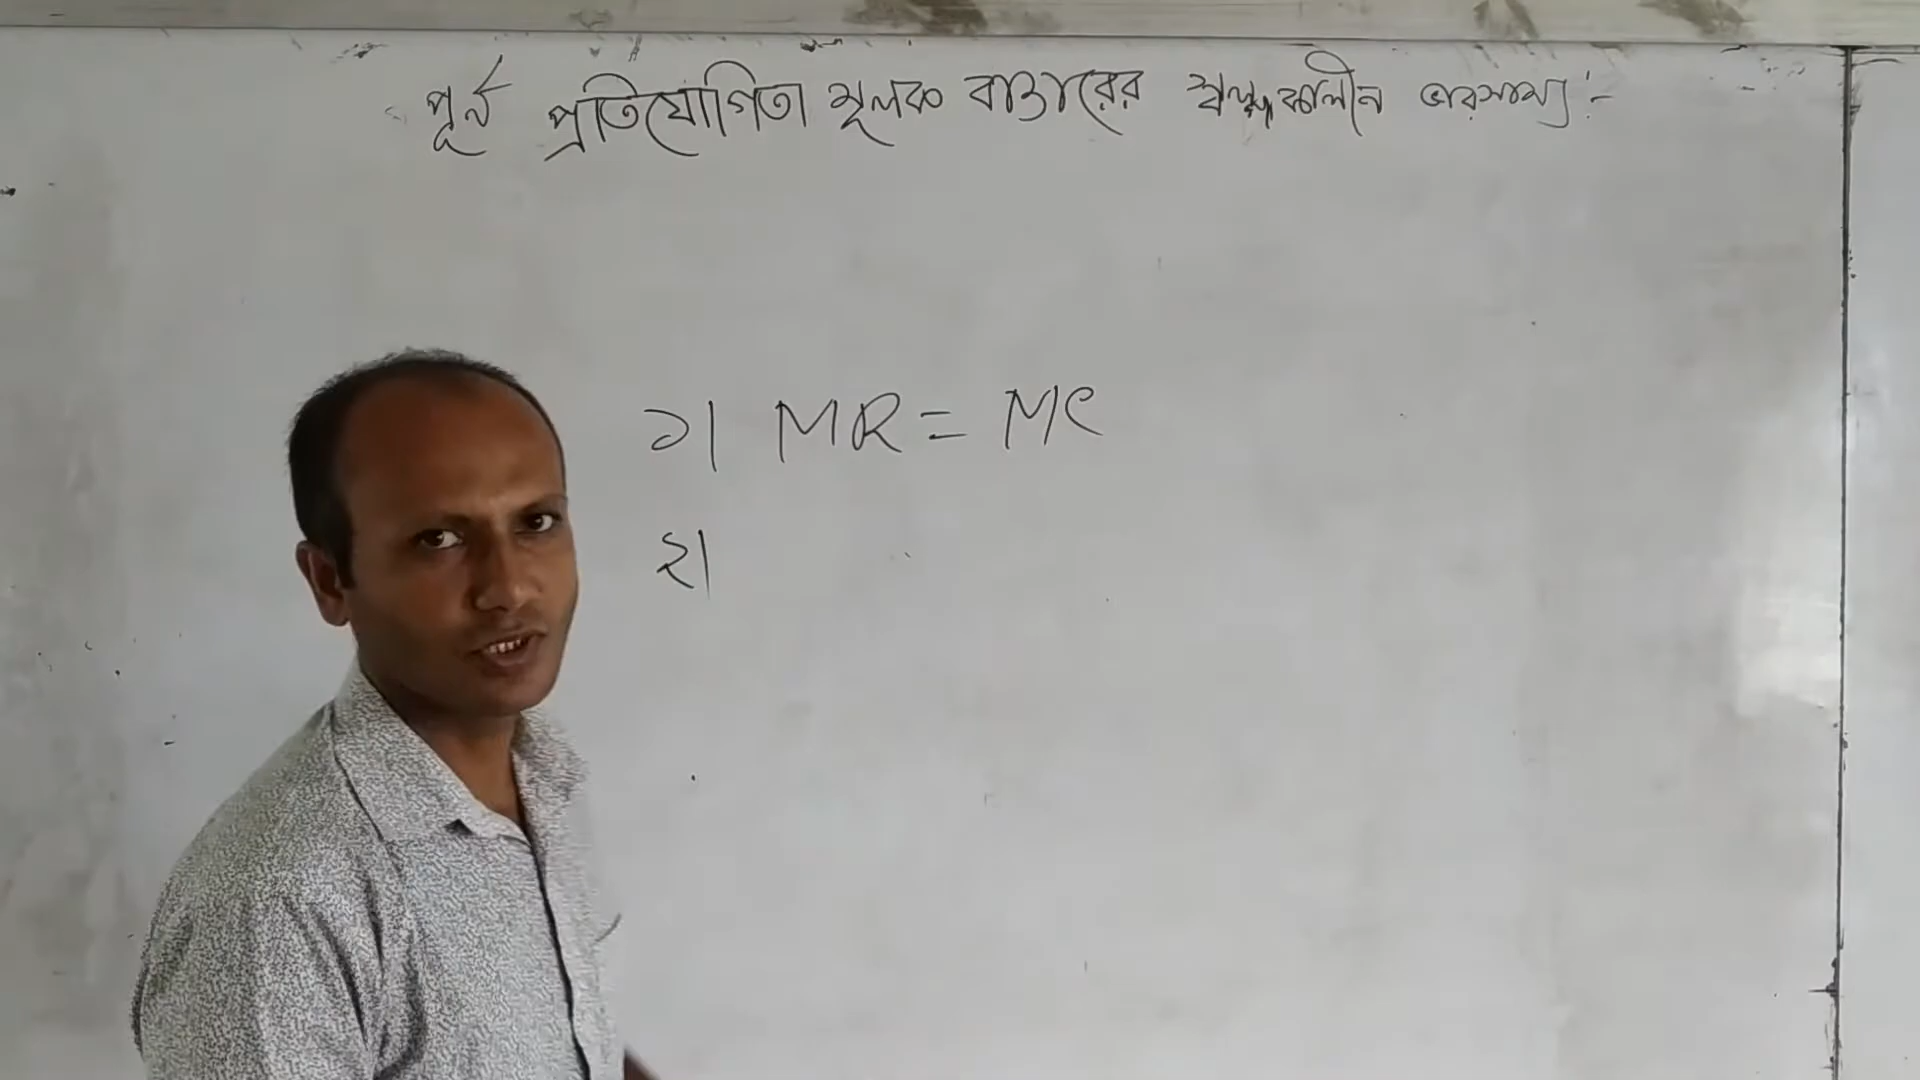 পূর্ন প্রতিযোগিতা মূলক বাজারের স্বল্পকালীন ভারসাম্য :-
১। MR = MC
২।